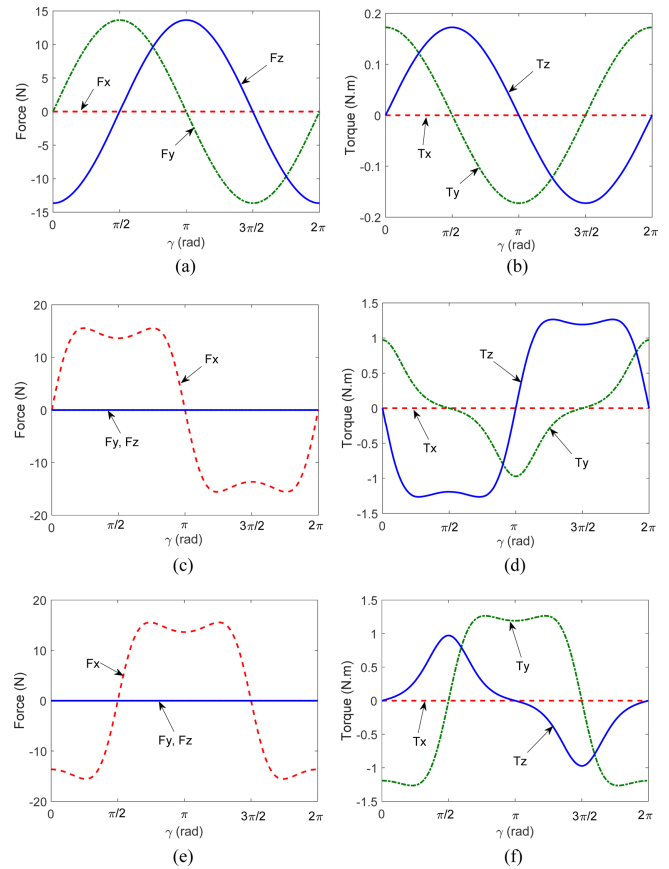 15
10
5
0
-5
-10
-15
Force (N)
Fx
Fy
Fz
0
π/2
π
3π/2
2π
γ (rad)
(a)
0.2
0.1
0
-0.1
-0.2
Torque (N.m)
Tz
Tx
Ty
0
π/2
π
3π/2
2π
γ (rad)
(b)
20
10
0
-10
-20
Force (N)
Fx
Fy, Fz
0
π/2
π
3π/2
2π
γ (rad)
(c)
1.5
1
0.5
0
-0.5
-1
-1.5
Torque (N.m)
Tz
Tx
Ty
0
π/2
π
3π/2
2π
γ (rad)
(d)
20
10
0
-10
-20
Force (N)
Fx
Fy, Fz
0
π/2
π
3π/2
2π
γ (rad)
(e)
1.5
1
0.5
0
-0.5
-1
-1.5
Torque (N.m)
Ty
Tx
Tz
0
π/2
π
3π/2
2π
γ (rad)
(f)